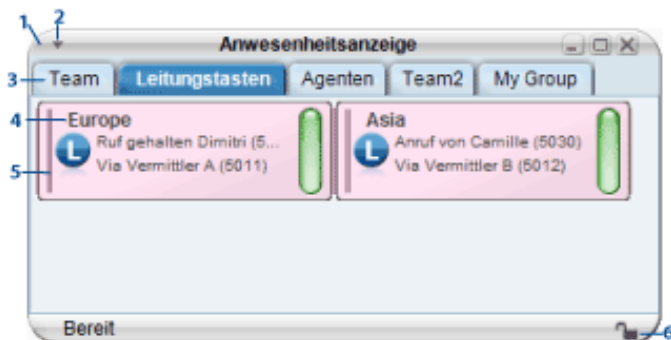 1 2
Anwesenheitsanzeige
3 Team Leitungstasten Agenten Team2 My Group
4 Europe Asia
L Ruf gehalten Dimitri (5... L Anruf von Camille (5030)
5 Via Vermittler A (5011) Via Vermittler B (5012)
Bereit 6